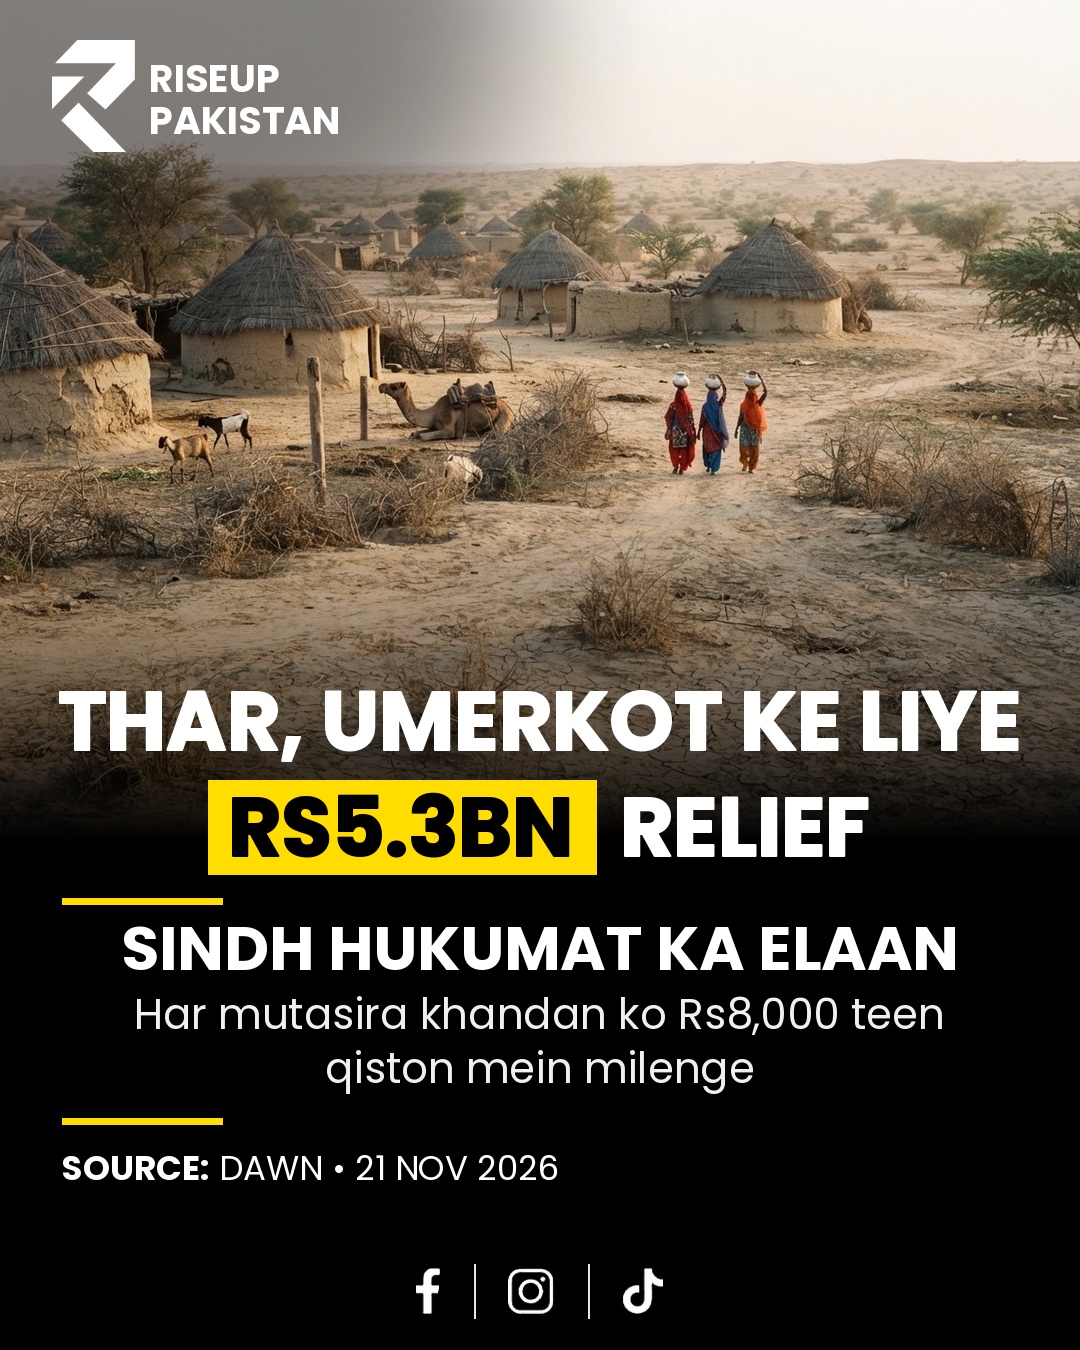 RISEUP
PAKISTAN
THAR, UMERKOT KE LIYE
RS5.3BN RELIEF
SINDH HUKUMAT KA ELAAN
Har mutasira khandan ko Rs8,000 teen
qiston mein milenge
SOURCE: DAWN • 21 NOV 2026